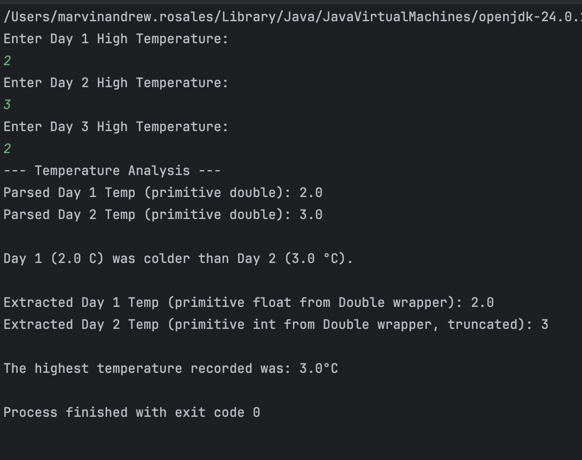 /Users/marvinandrew.rosales/Library/Java/JavaVirtualMachines/openjdk-24.0.
Enter Day 1 High Temperature:
2
Enter Day 2 High Temperature:
3
Enter Day 3 High Temperature:
2
--- Temperature Analysis ---
Parsed Day 1 Temp (primitive double): 2.0
Parsed Day 2 Temp (primitive double): 3.0
Day 1 (2.0 C) was colder than Day 2 (3.0 °C).
Extracted Day 1 Temp (primitive float from Double wrapper): 2.0
Extracted Day 2 Temp (primitive int from Double wrapper, truncated): 3
The highest temperature recorded was: 3.0°C
Process finished with exit code 0